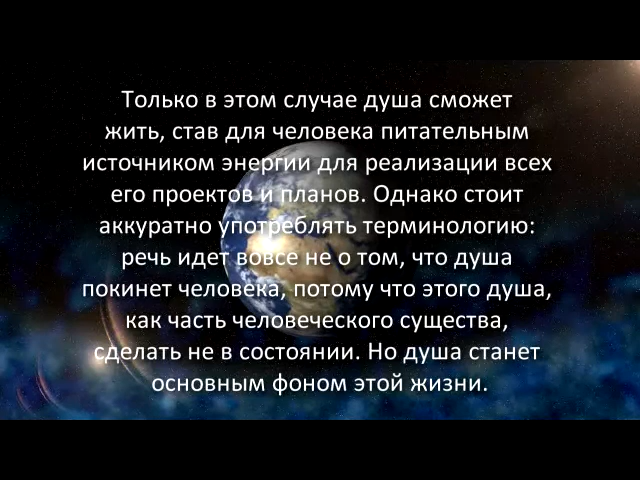 Только в этом случае душа сможет
жить, став для человека питательным
источником энергии для реализации всех
его проектов и планов. Однако стоит
аккуратно употреблять терминологию:
речь идет вовсе не о том, что душа
покинет человека, потому что этого душа,
как часть человеческого существа,
сделать не в состоянии. Но душа станет
основным фоном этой жизни.